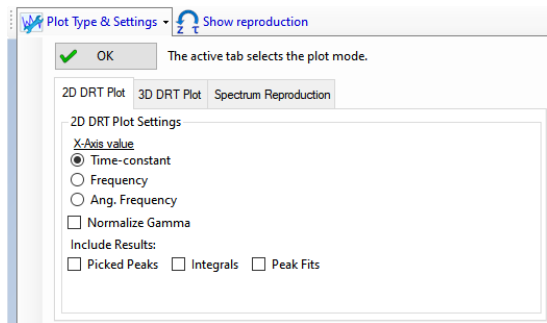 Plot Type & Settings Show reproduction
Z τ
OK The active tab selects the plot mode.
2D DRT Plot 3D DRT Plot Spectrum Reproduction
2D DRT Plot Settings
X-Axis value
Time-constant
Frequency
Ang. Frequency
Normalize Gamma
Include Results:
Picked Peaks Integrals Peak Fits